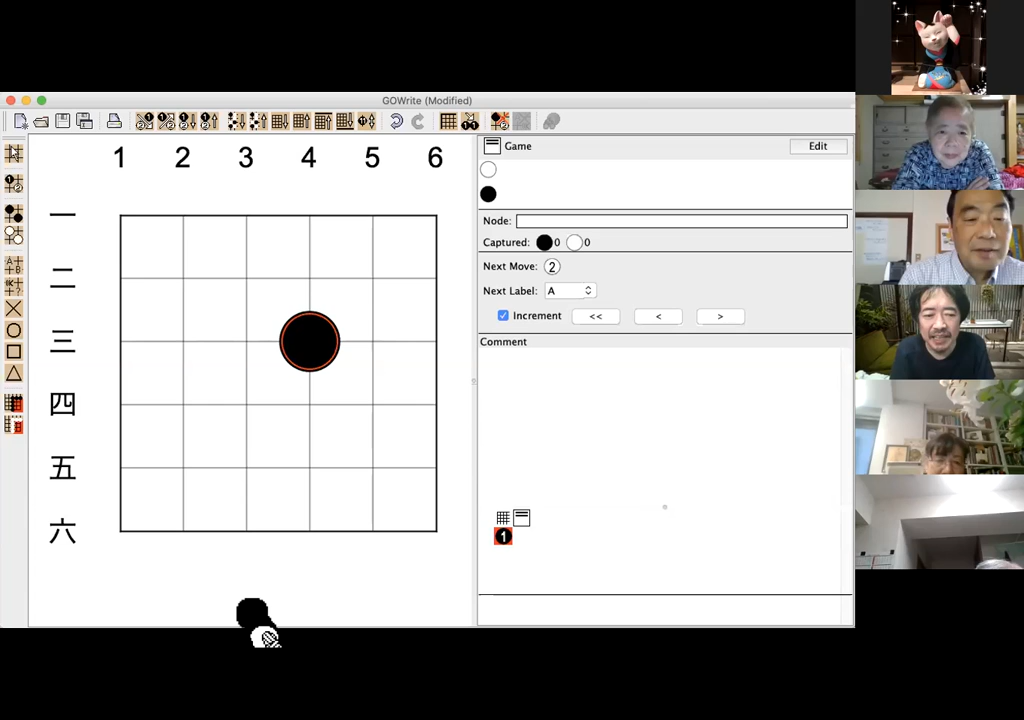 GOWrite (Modified)
1 2 3 4 5 6
一
二
三
四
五
六
Game
Edit
Node:
Captured: 0 0
Next Move: 2
Next Label: A
Increment << < >
Comment
1